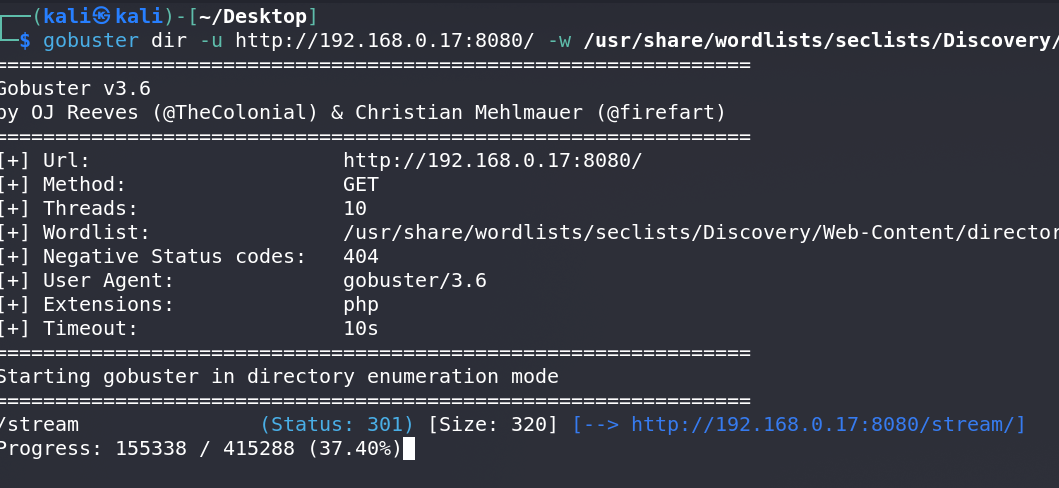 ┌──(kali㉿kali)-[~/Desktop]
└─$ gobuster dir -u http://192.168.0.17:8080/ -w /usr/share/wordlists/seclists/Discovery/
===============================================================
Gobuster v3.6
by OJ Reeves (@TheColonial) & Christian Mehlmauer (@firefart)
===============================================================
[+] Url:                     http://192.168.0.17:8080/
[+] Method:                  GET
[+] Threads:                 10
[+] Wordlist:                /usr/share/wordlists/seclists/Discovery/Web-Content/director
[+] Negative Status codes:   404
[+] User Agent:              gobuster/3.6
[+] Extensions:              php
[+] Timeout:                 10s
===============================================================
Starting gobuster in directory enumeration mode
===============================================================
/stream               (Status: 301) [Size: 320] [--> http://192.168.0.17:8080/stream/]
Progress: 155338 / 415288 (37.40%)